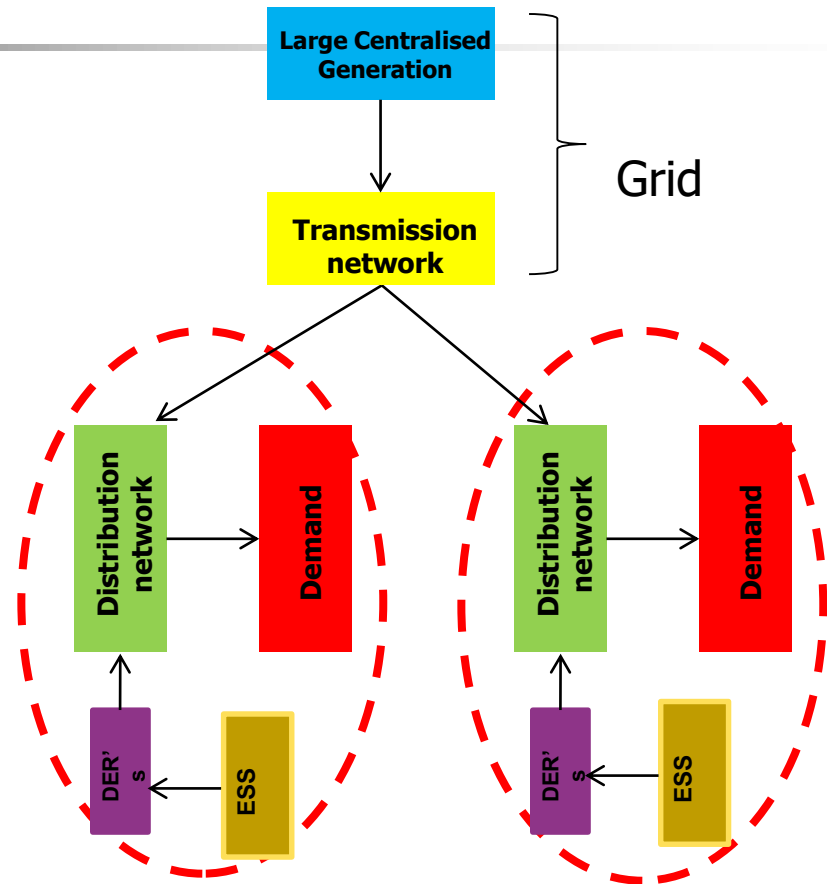 Large Centralised
Generation
Grid
Transmission
network
Distribution
network
Demand
Distribution
network
Demand
DER'
s
ESS
DER'
s
ESS